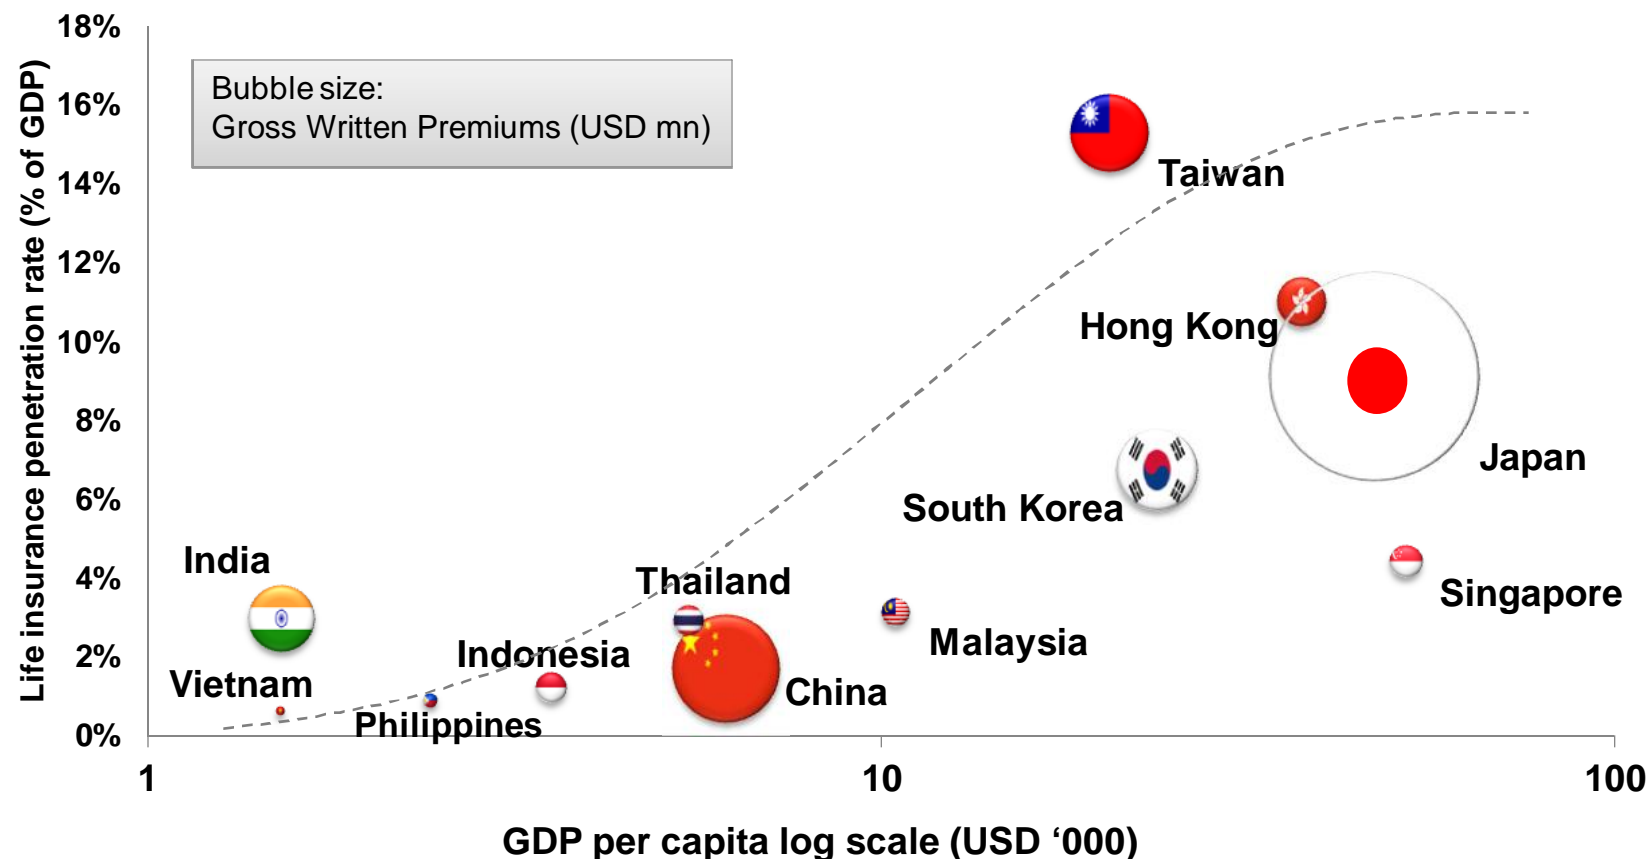 18%
16%
14%
12%
10%
8%
6%
4%
2%
0%
Life insurance penetration rate (% of GDP)
Bubble size:
Gross Written Premiums (USD mn)
Taiwan
Hong Kong
Japan
South Korea
India
Thailand
Singapore
Malaysia
Indonesia
Vietnam
China
Philippines
1
10
100
GDP per capita log scale (USD ‘000)